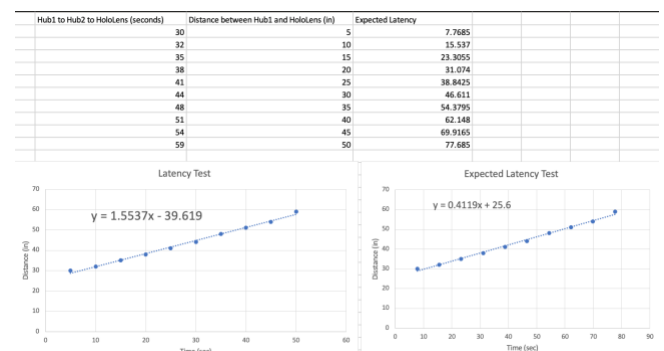 Hub1 to Hub2 to HoloLens (seconds) Distance between Hub1 and HoloLens (in) Expected Latency
30 5 7.7685
32 10 15.537
35 15 23.3055
38 20 31.074
41 25 38.8425
44 30 46.611
48 35 54.3795
51 40 62.148
54 45 69.9165
59 50 77.685
Latency Test
70
60
50
40
30
20
10
0
y = 1.5537x - 39.619
Distance (in)
0 10 20 30 40 50 60
Time (sec)
Expected Latency Test
70
60
50
40
30
20
10
0
y = 0.4119x + 25.6
Distance (in)
0 10 20 30 40 50 60 70 80 90
Time (sec)